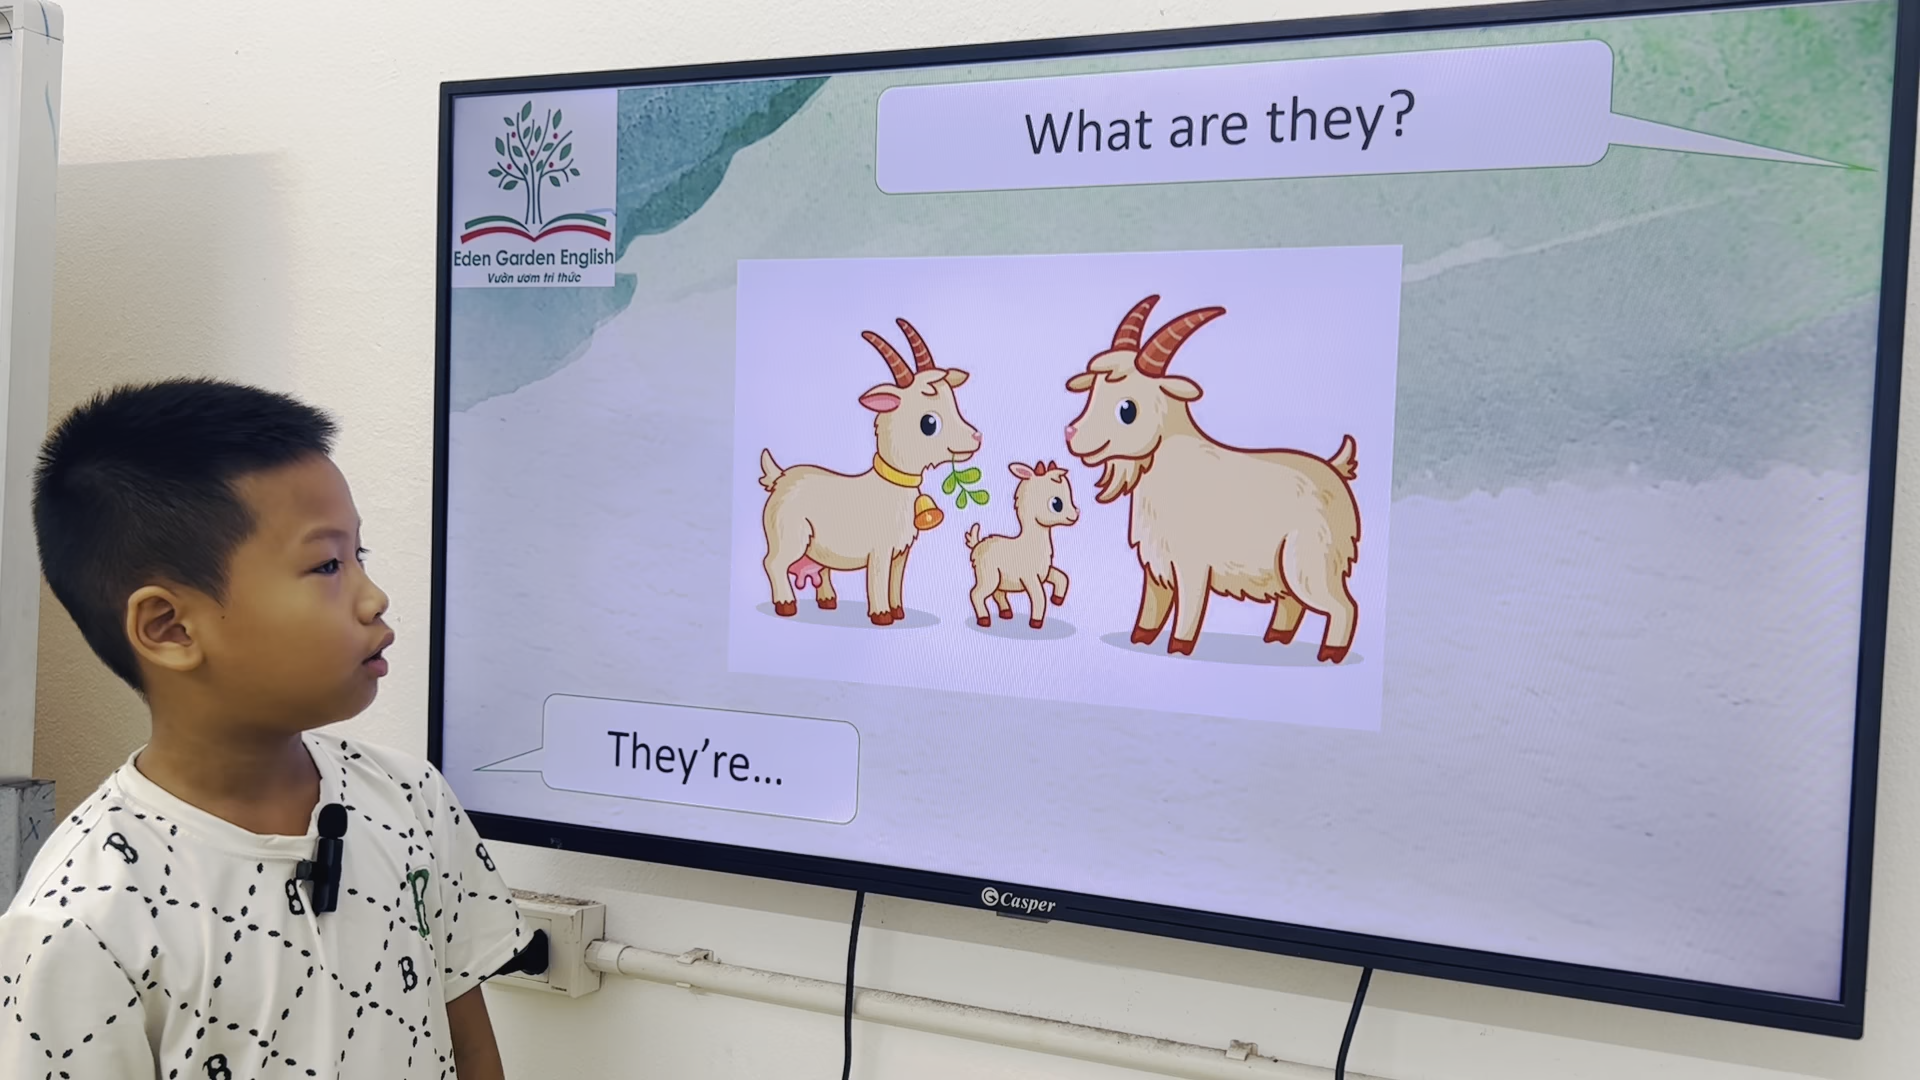 What are they?
Eden Garden English
Vườn ươm tri thức
They're...
Casper
B
B
B
B
B
X